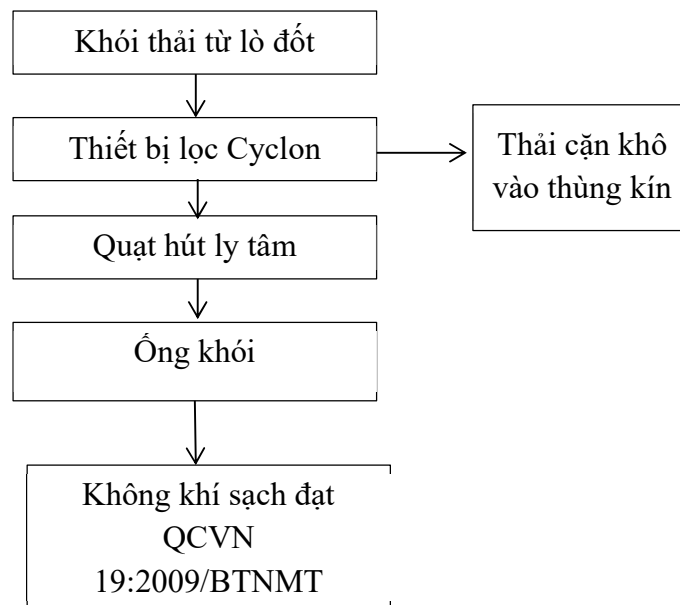 Khói thải từ lò đốt
Thiết bị lọc Cyclon
Thải cặn khô
vào thùng kín
Quạt hút ly tâm
Ống khói
Không khí sạch đạt
QCVN
19:2009/BTNMT